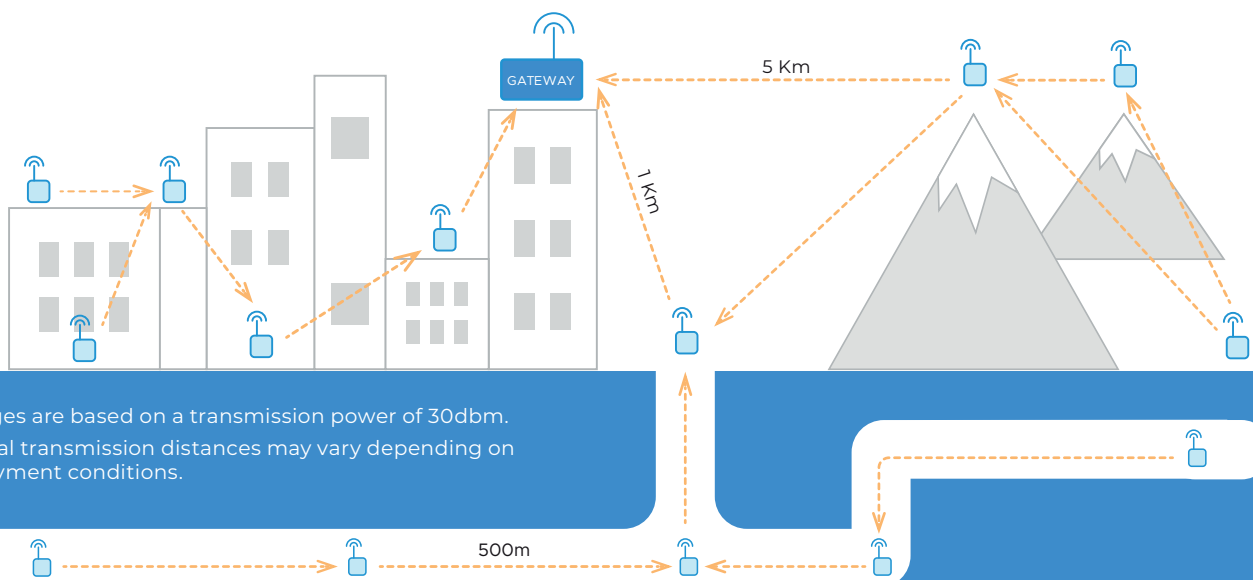 GATEWAY
5 Km
1 Km
ges are based on a transmission power of 30dbm.
al transmission distances may vary depending on
yment conditions.
500m